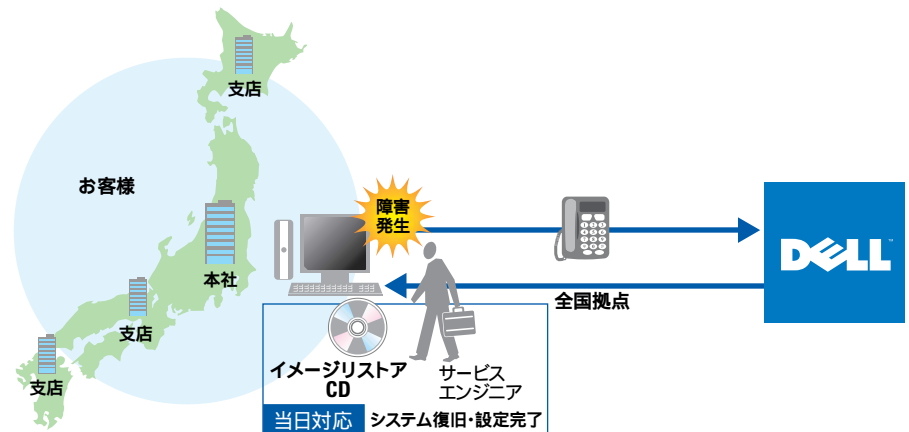 支店
お客様
本社
支店
支店
障害
発生
DELL™
全国拠点
イメージリストア
CD
サービス
エンジニア
当日対応
システム復旧・設定完了